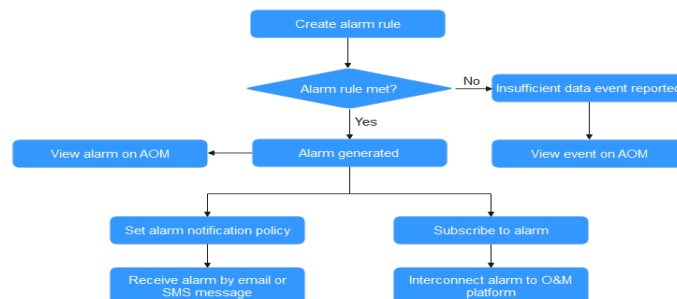 Create alarm rule
Alarm rule met?
No
Insufficient data event reported
Yes
View alarm on AOM
Alarm generated
View event on AOM
Set alarm notification policy
Subscribe to alarm
Receive alarm by email or
SMS message
Interconnect alarm to O&M
platform